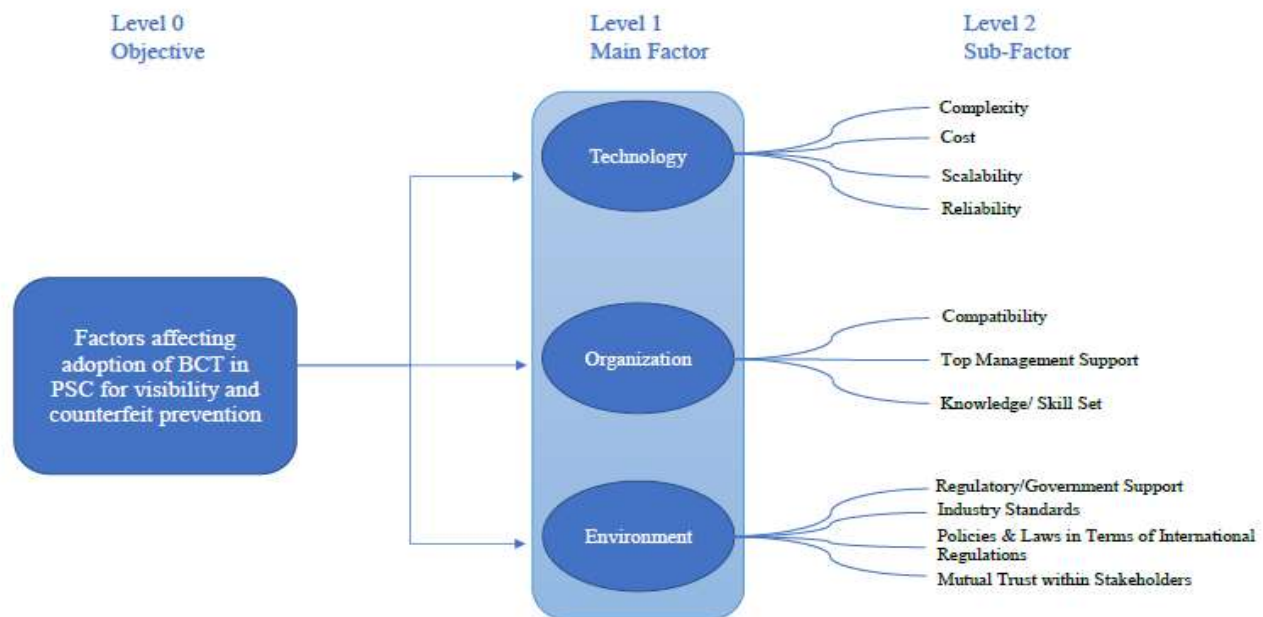 Level 0
Objective
Level 1
Main Factor
Level 2
Sub-Factor
Factors affecting
adoption of BCT in
PSC for visibility and
counterfeit prevention
Technology
Complexity
Cost
Scalability
Reliability
Organization
Compatibility
Top Management Support
Knowledge/ Skill Set
Environment
Regulatory/Government Support
Industry Standards
Policies & Laws in Terms of International
Regulations
Mutual Trust within Stakeholders